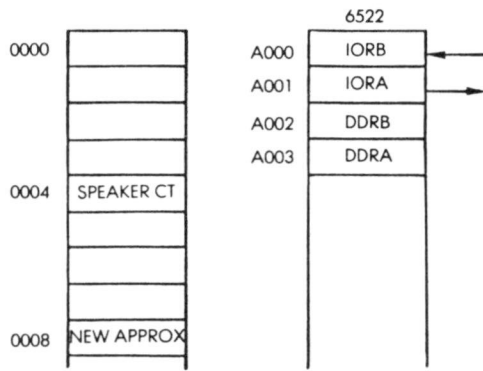 6522
0000
A000 IORB
A001 IORA
A002 DDRB
A003 DDRA
0004 SPEAKER CT
0008 NEW APPROX